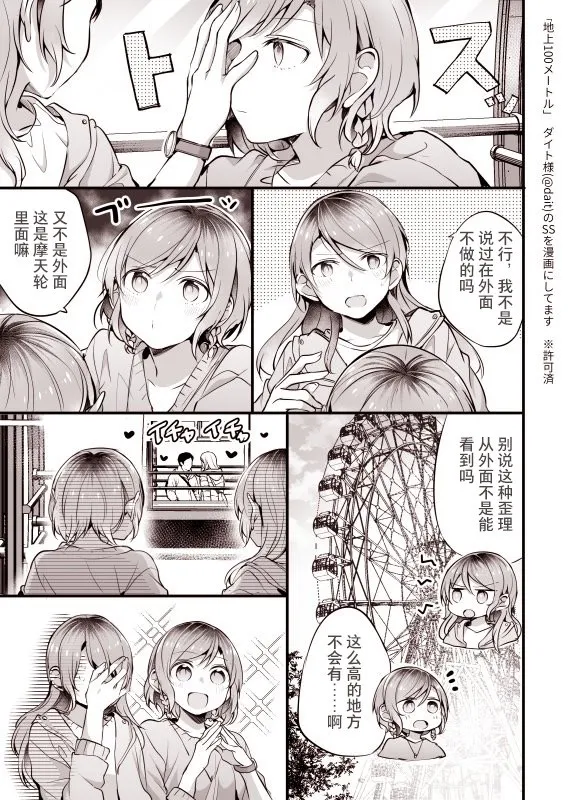 「地上100メートル」 ダイト様(@dait)のSSを漫画にしてます ※許可済
トス
不行，我不是
说过在外面
不做的吗
ブーッ
又不是外面
这是摩天轮
里面嘛
别说这种歪理
从外面不是能
看到吗
这么高的地方
不会有……啊
イチャ
イチャ